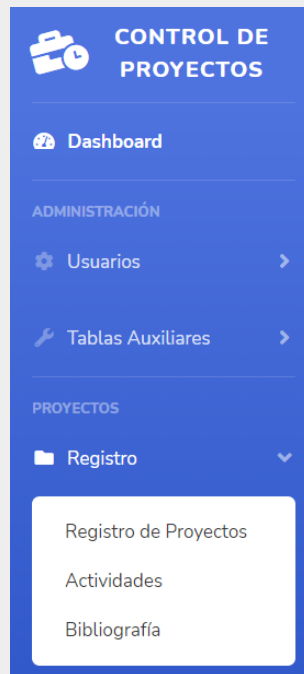 CONTROL DE
PROYECTOS
Dashboard
ADMINISTRACIÓN
Usuarios
Tablas Auxiliares
PROYECTOS
Registro
Registro de Proyectos
Actividades
Bibliografía